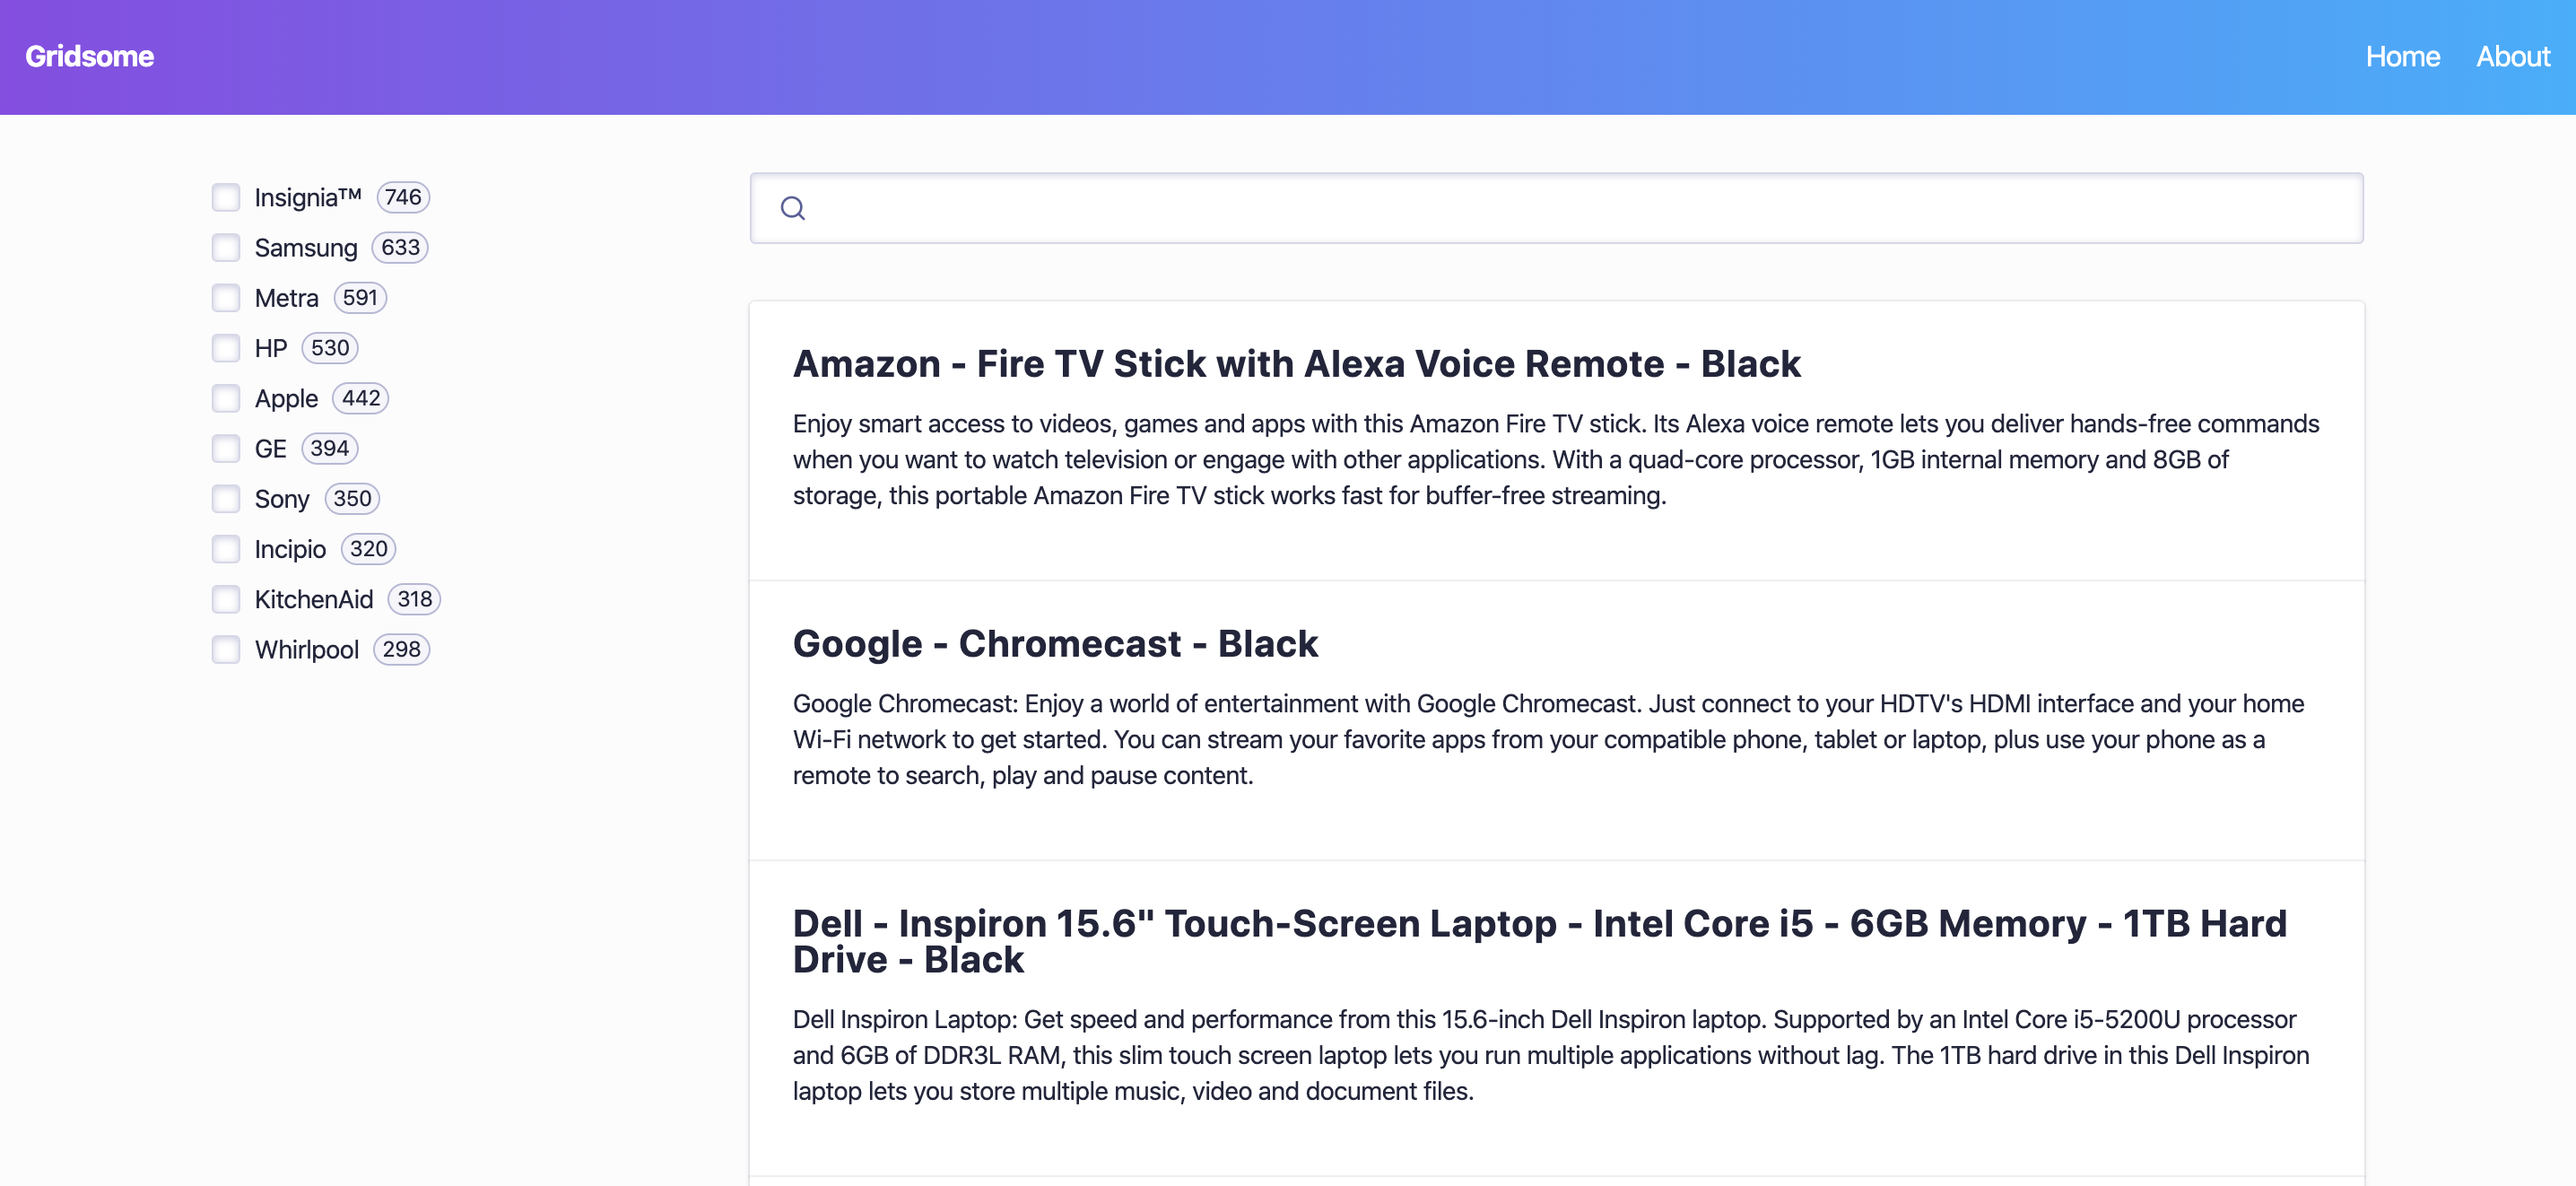 Gridsome
Home About
Insignia™ 746
Samsung 633
Metra 591
HP 530
Apple 442
GE 394
Sony 350
Incipio 320
KitchenAid 318
Whirlpool 298
Amazon - Fire TV Stick with Alexa Voice Remote - Black
Enjoy smart access to videos, games and apps with this Amazon Fire TV stick. Its Alexa voice remote lets you deliver hands-free commands
when you want to watch television or engage with other applications. With a quad-core processor, 1GB internal memory and 8GB of
storage, this portable Amazon Fire TV stick works fast for buffer-free streaming.
Google - Chromecast - Black
Google Chromecast: Enjoy a world of entertainment with Google Chromecast. Just connect to your HDTV's HDMI interface and your home
Wi-Fi network to get started. You can stream your favorite apps from your compatible phone, tablet or laptop, plus use your phone as a
remote to search, play and pause content.
Dell - Inspiron 15.6" Touch-Screen Laptop - Intel Core i5 - 6GB Memory - 1TB Hard
Drive - Black
Dell Inspiron Laptop: Get speed and performance from this 15.6-inch Dell Inspiron laptop. Supported by an Intel Core i5-5200U processor
and 6GB of DDR3L RAM, this slim touch screen laptop lets you run multiple applications without lag. The 1TB hard drive in this Dell Inspiron
laptop lets you store multiple music, video and document files.